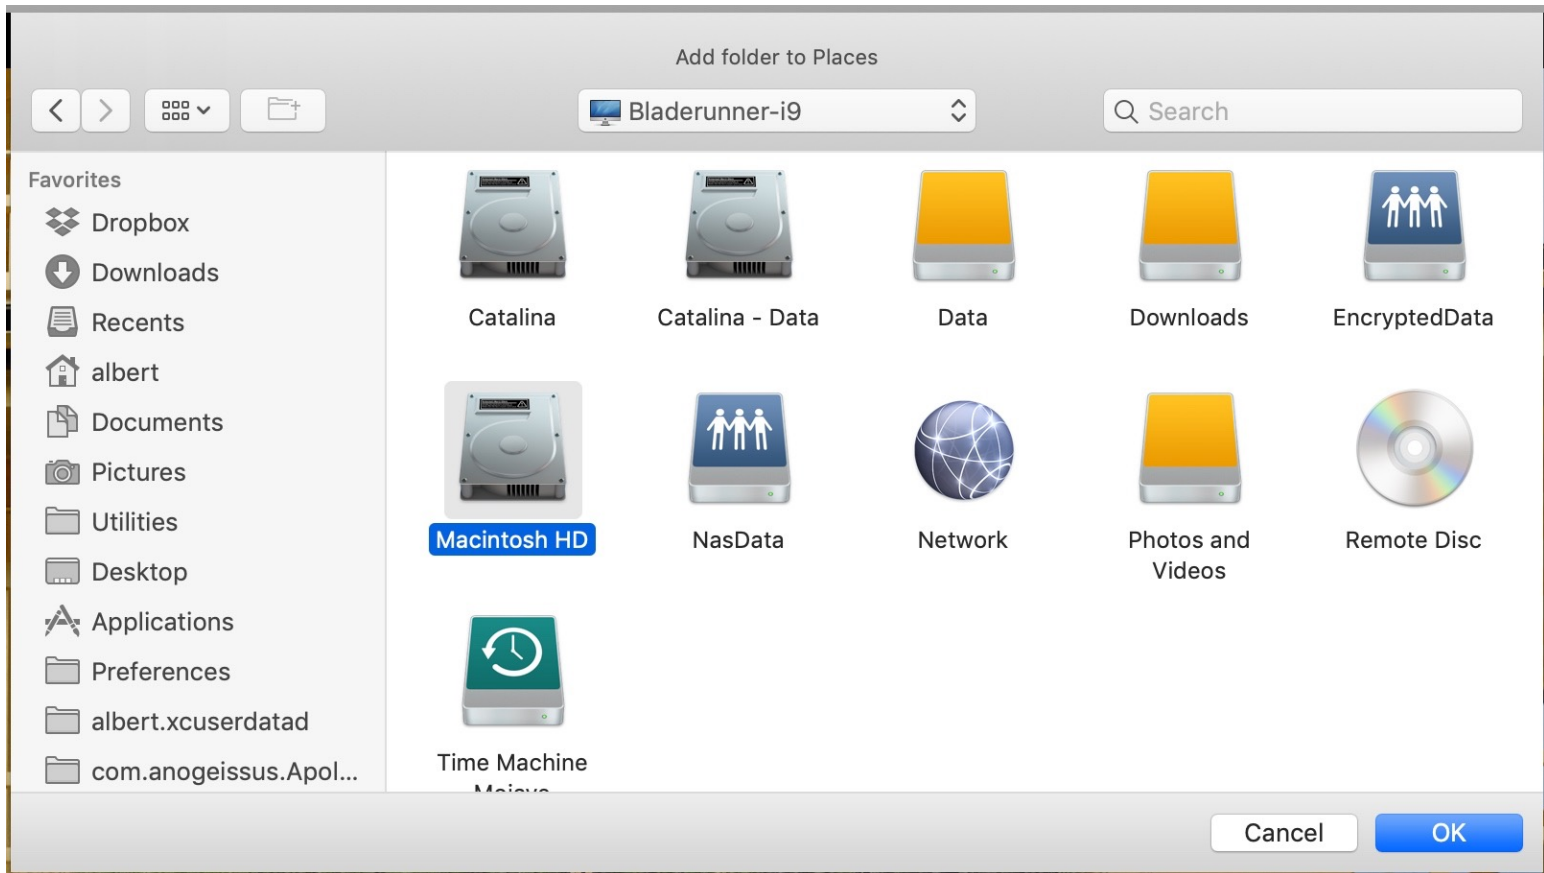 Add folder to Places
Bladerunner-i9
Search
Favorites
Dropbox
Downloads
Recents
albert
Documents
Pictures
Utilities
Desktop
Applications
Preferences
albert.xcuserdatad
com.anogeissus.Apol...
Catalina
Catalina - Data
Data
Downloads
EncryptedData
Macintosh HD
NasData
Network
Photos and
Videos
Remote Disc
Time Machine
Mojave
Cancel
OK